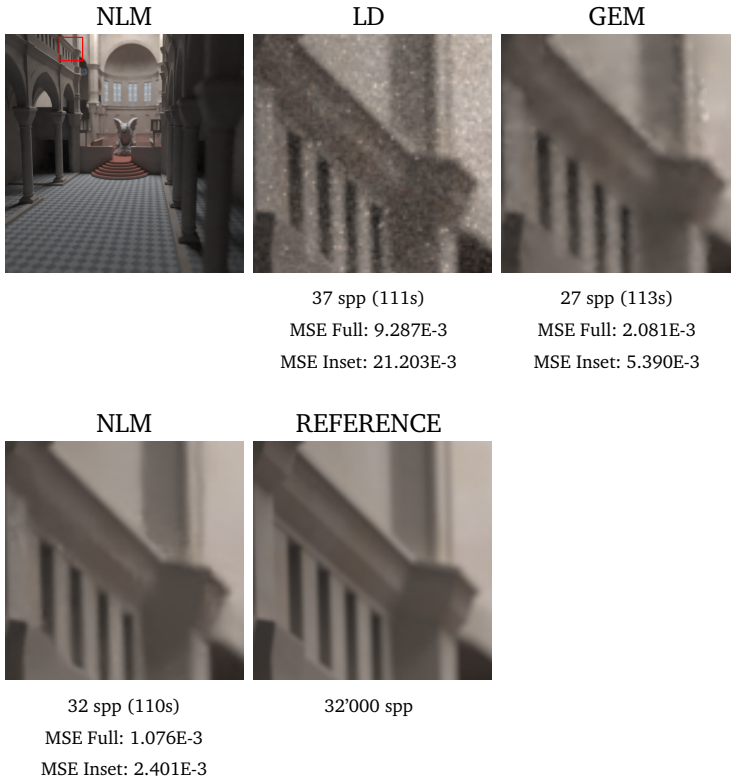 NLM
LD
GEM
37 spp (111s)
27 spp (113s)
MSE Full: 9.287E-3
MSE Full: 2.081E-3
MSE Inset: 21.203E-3
MSE Inset: 5.390E-3
NLM
REFERENCE
32 spp (110s)
32’000 spp
MSE Full: 1.076E-3
MSE Inset: 2.401E-3